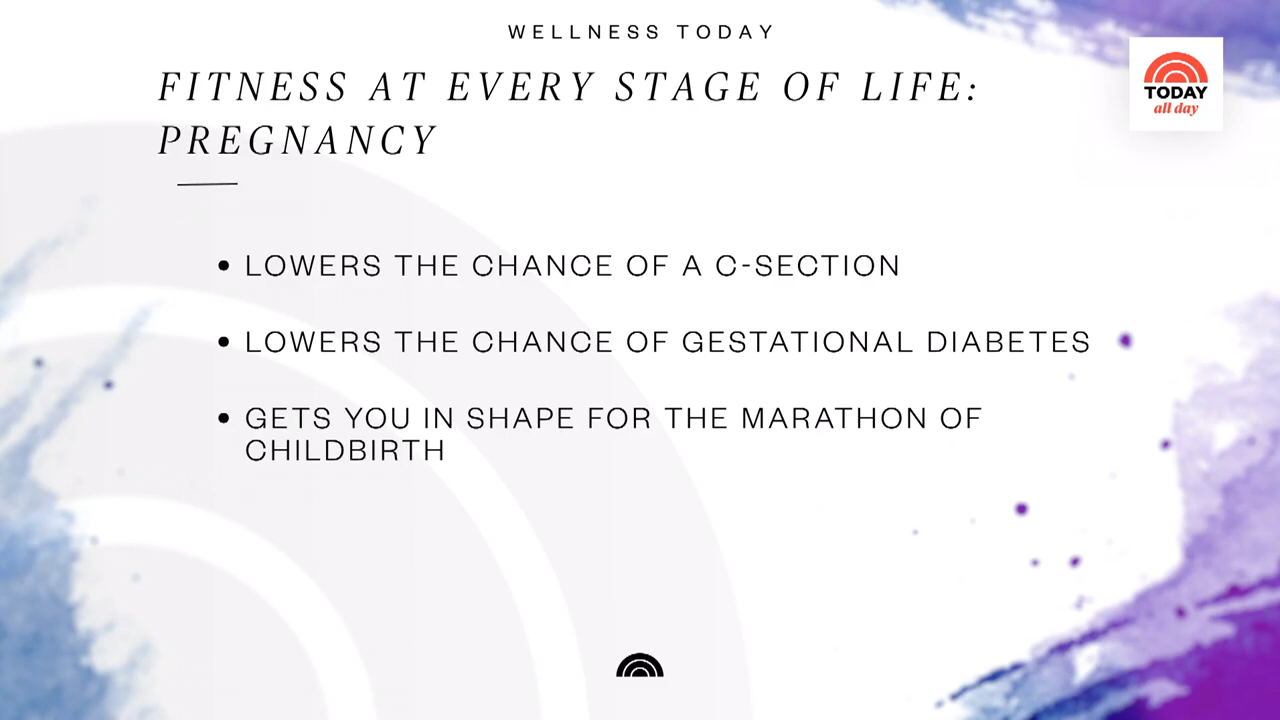 WELLNESS TODAY
FITNESS AT EVERY STAGE OF LIFE:
PREGNANCY
TODAY
all day
• LOWERS THE CHANCE OF A C-SECTION
• LOWERS THE CHANCE OF GESTATIONAL DIABETES
• GETS YOU IN SHAPE FOR THE MARATHON OF
CHILDBIRTH